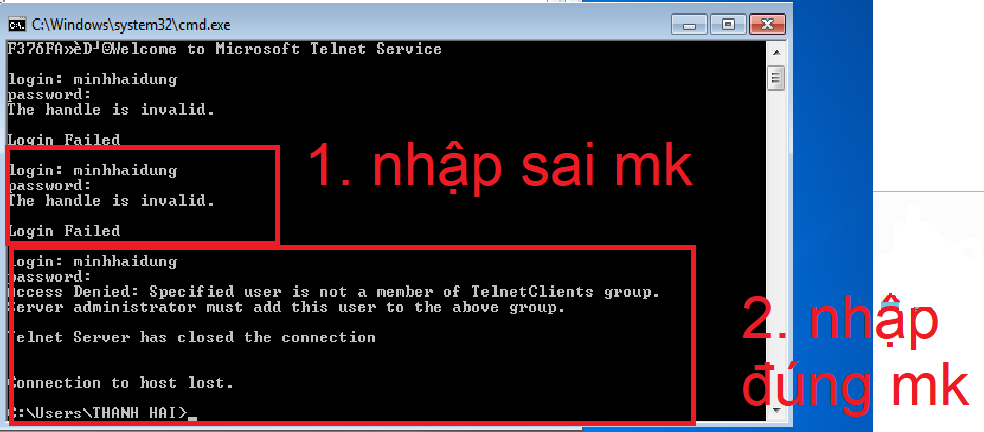 C:\Windows\system32\cmd.exe
Welcome to Microsoft Telnet Service
login: minhhaidung
password:
The handle is invalid.
Login Failed
login: minhhaidung
password:
The handle is invalid.
Login Failed
1. nhập sai mk
login: minhhaidung
password:
Access Denied: Specified user is not a member of TelnetClients group.
Server administrator must add this user to the above group.
Telnet Server has closed the connection
Connection to host lost.
C:\Users\THANH HAI>_
2. nhập
đúng mk